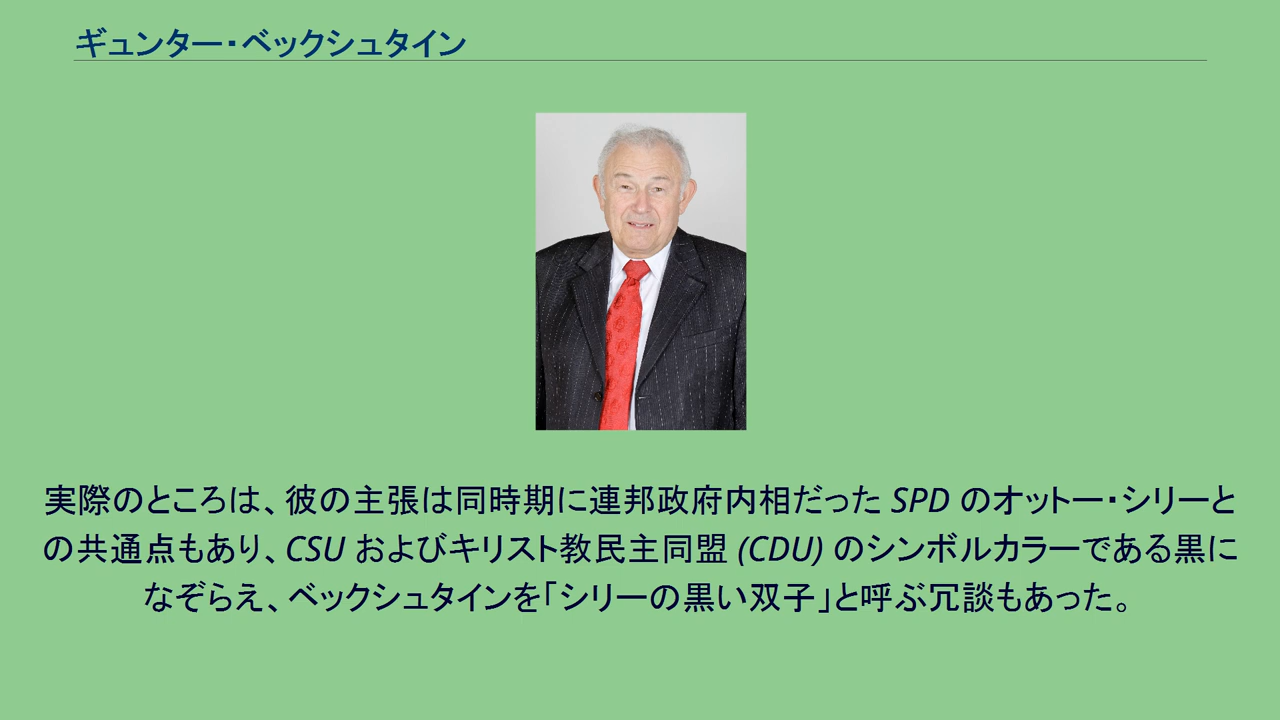 ギュンター・ベックシュタイン
実際のところは、彼の主張は同時期に連邦政府内相だった SPD のオットー・シリーと
の共通点もあり、CSU およびキリスト教民主同盟 (CDU) のシンボルカラーである黒に
なぞらえ、ベックシュタインを「シリーの黒い双子」と呼ぶ冗談もあった。